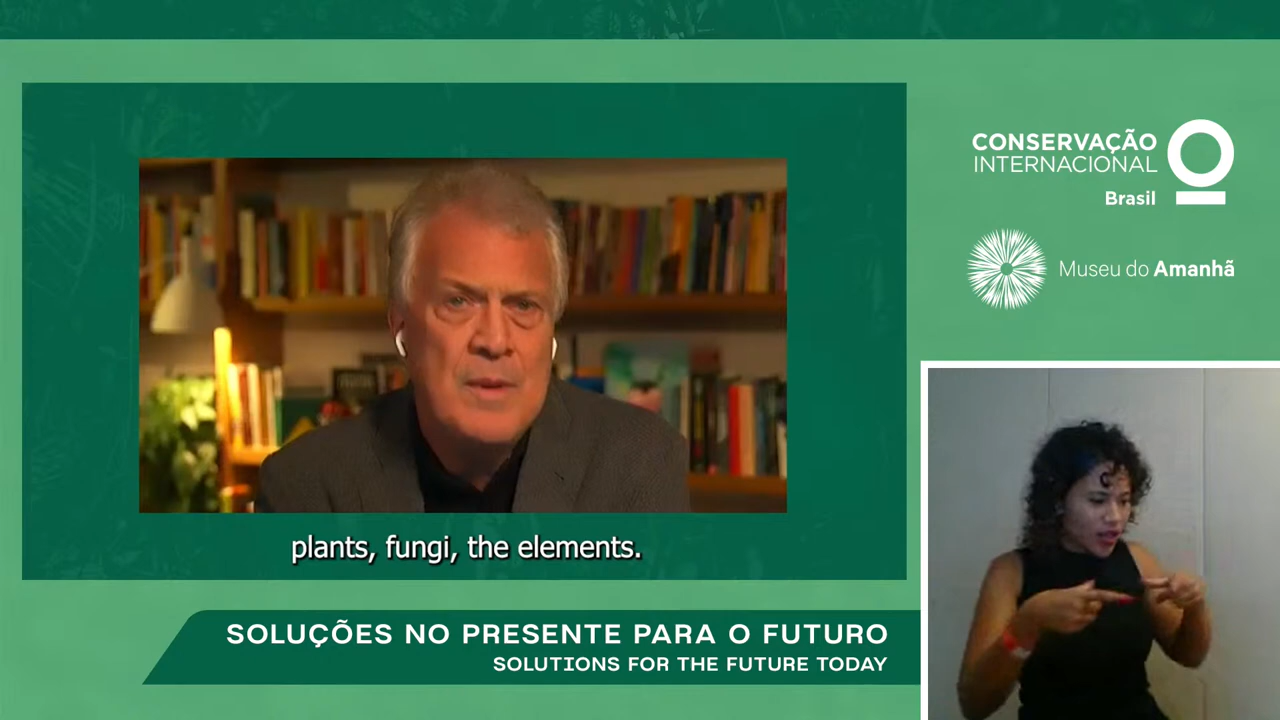 CONSERVAÇÃO
INTERNACIONAL
Brasil
Museu do Amanhã
plants, fungi, the elements.
SOLUÇÕES NO PRESENTE PARA O FUTURO
SOLUTIONS FOR THE FUTURE TODAY